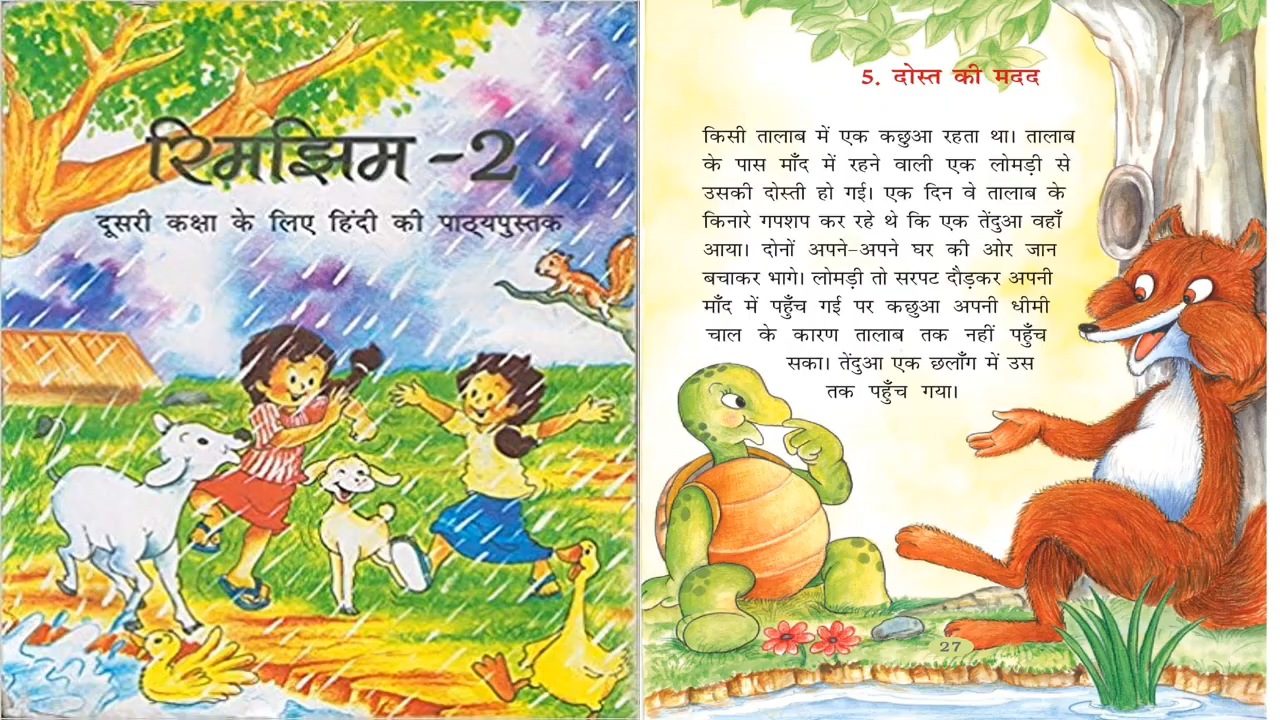 रिमझिम -2
दूसरी कक्षा के लिए हिंदी की पाठ्यपुस्तक
5. दोस्त की मदद
किसी तालाब में एक कछुआ रहता था। तालाब
के पास माँद में रहने वाली एक लोमड़ी से
उसकी दोस्ती हो गई। एक दिन वे तालाब के
किनारे गपशप कर रहे थे कि एक तेंदुआ वहाँ
आया। दोनों अपने-अपने घर की ओर जान
बचाकर भागे। लोमड़ी तो सरपट दौड़कर अपनी
माँद में पहुँच गई पर कछुआ अपनी धीमी
चाल के कारण तालाब तक नहीं पहुँच
सका। तेंदुआ एक छलाँग में उस
तक पहुँच गया।
27